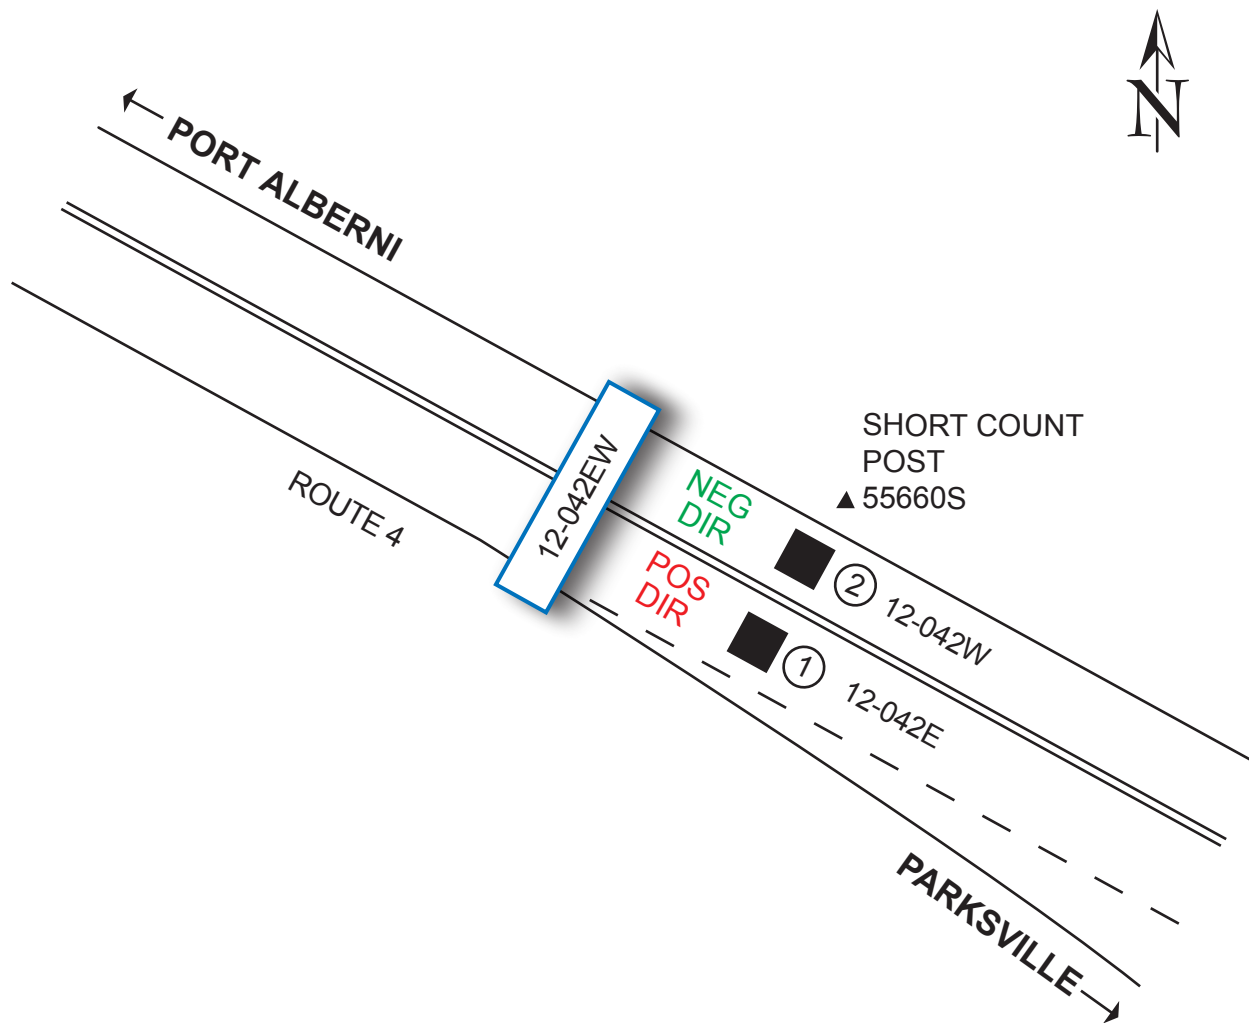 N
PORT ALBERNI
ROUTE 4
12-042EW
SHORT COUNT
POST
55660S
NEG
DIR
POS
DIR
2
12-042W
1
12-042E
PARKSVILLE